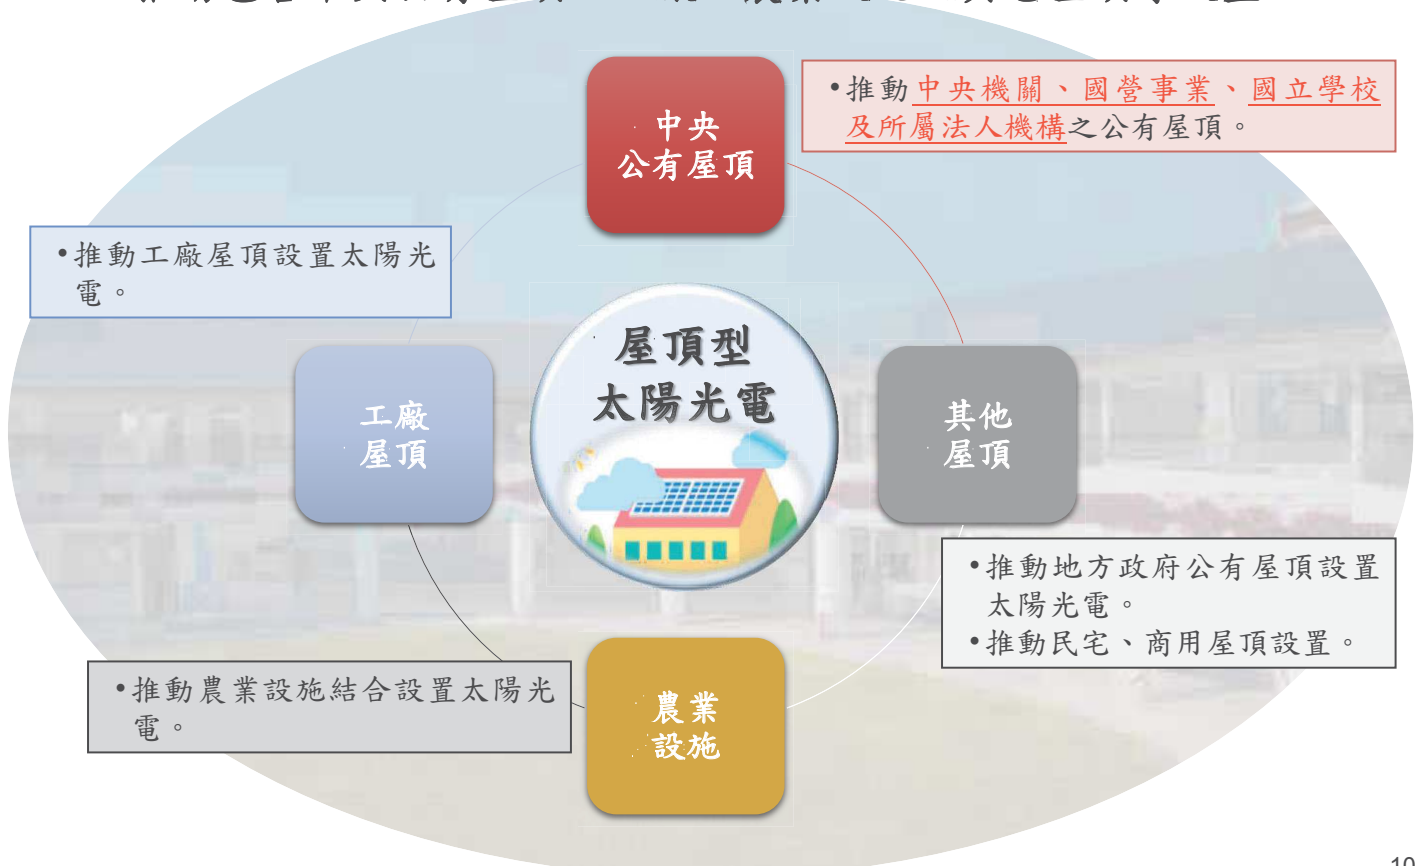 中央
公有屋頂
•推動中央機關、國營事業、國立學校
及所屬法人機構之公有屋頂。
•推動工廠屋頂設置太陽光
電。
屋頂型
太陽光電
工廠
屋頂
其他
屋頂
•推動地方政府公有屋頂設置
太陽光電。
•推動民宅、商用屋頂設置。
•推動農業設施結合設置太陽光
電。
農業
設施